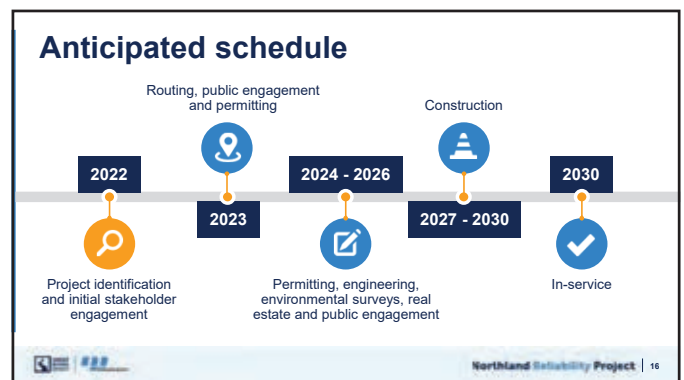 Anticipated schedule
Routing, public engagement
and permitting
Construction
2022
2024 - 2026
2030
2023
2027 - 2030
Project identification
and initial stakeholder
engagement
Permitting, engineering,
environmental surveys, real
estate and public engagement
In-service
Northland Reliability Project | 16